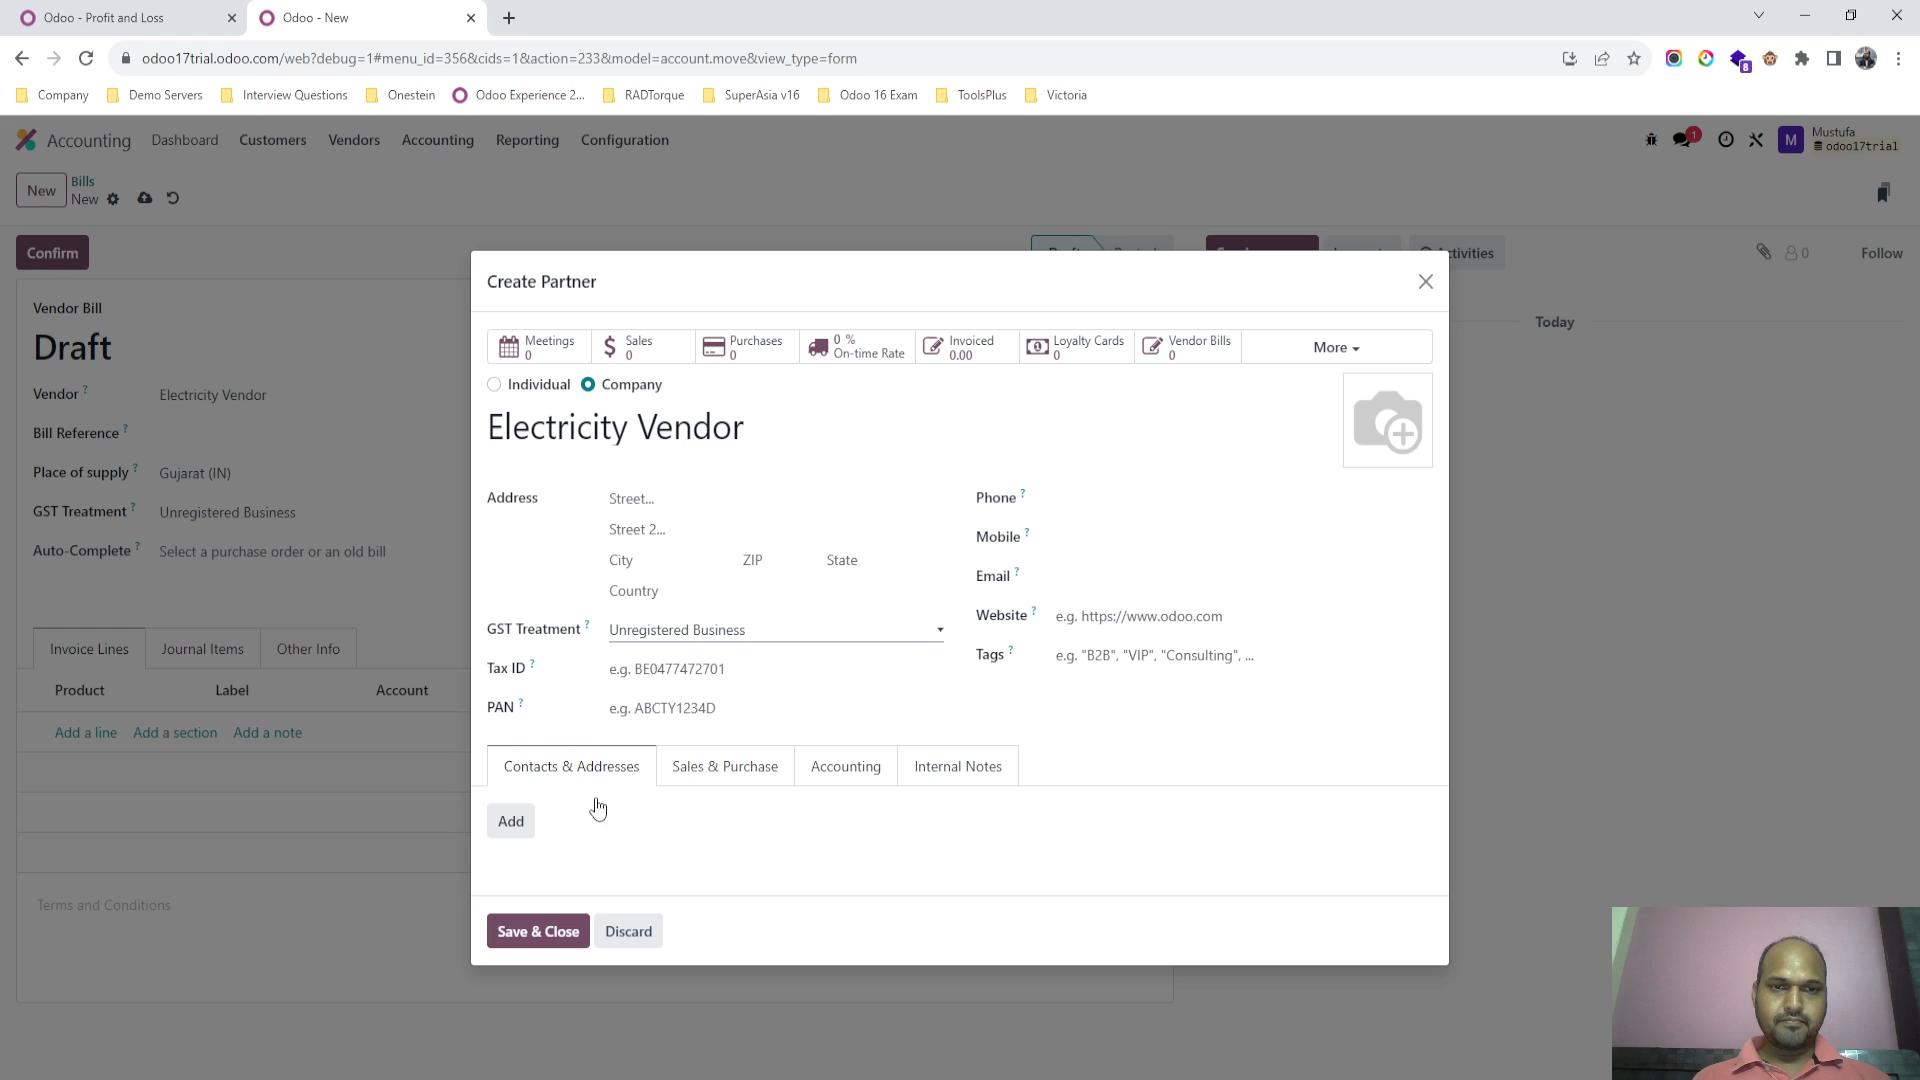 Odoo - Profit and Loss
Odoo - New
odoo17trial.odoo.com/web?debug=1#menu_id=356&cids=1&action=233&model=account.move&view_type=form
8
Company
Demo Servers
Interview Questions
Onestein
Odoo Experience 2...
RADTorque
SuperAsia v16
Odoo 16 Exam
ToolsPlus
Victoria
Accounting
Dashboard
Customers
Vendors
Accounting
Reporting
Configuration
1
M
Mustufa
odoo17trial
New
Bills
New
Confirm
Activities
0
Follow
Vendor Bill
Draft
Today
Vendor ?
Electricity Vendor
Bill Reference ?
Place of supply ?
Gujarat (IN)
GST Treatment ?
Unregistered Business
Auto-Complete ?
Select a purchase order or an old bill
Invoice Lines
Journal Items
Other Info
Product
Label
Account
Add a line
Add a section
Add a note
Terms and Conditions
Create Partner
Meetings
0
Sales
0
Purchases
0
0 %
On-time Rate
Invoiced
0.00
Loyalty Cards
0
Vendor Bills
0
More
Individual
Company
Electricity Vendor
Address
Street...
Street 2...
City
ZIP
State
Country
GST Treatment ?
Unregistered Business
Tax ID ?
e.g. BE0477472701
PAN ?
e.g. ABCTY1234D
Phone ?
Mobile ?
Email ?
Website ?
e.g. https://www.odoo.com
Tags ?
e.g. "B2B", "VIP", "Consulting", ...
Contacts & Addresses
Sales & Purchase
Accounting
Internal Notes
Add
Save & Close
Discard